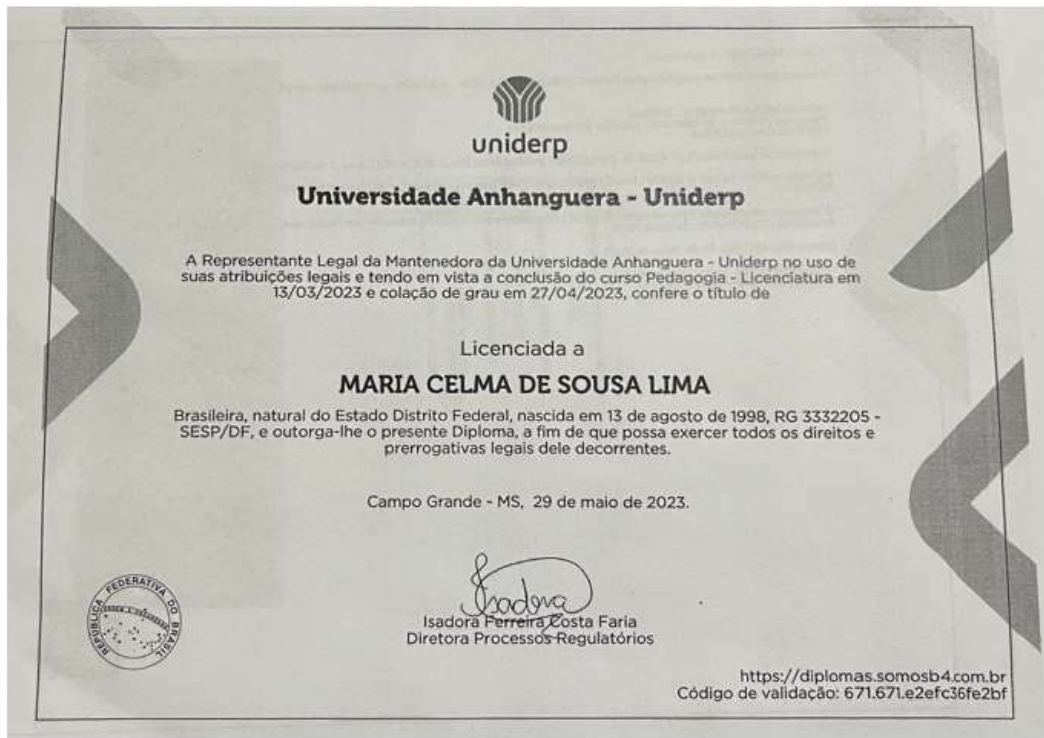 uniderp
Universidade Anhanguera - Uniderp
A Representante Legal da Mantenedora da Universidade Anhanguera - Uniderp no uso de
suas atribuições legais e tendo em vista a conclusão do curso Pedagogia - Licenciatura em
13/03/2023 e colação de grau em 27/04/2023, confere o título de
Licenciada a
MARIA CELMA DE SOUSA LIMA
Brasileira, natural do Estado Distrito Federal, nascida em 13 de agosto de 1998, RG 3332205 -
SESP/DF, e outorga-lhe o presente Diploma, a fim de que possa exercer todos os direitos e
prerrogativas legais dele decorrentes.
Campo Grande - MS, 29 de maio de 2023.
Isadora
Isadora Ferreira Costa Faria
Diretora Processos Regulatórios
REPÚBLICA FEDERATIVA DO BRASIL
ORDEM E PROGRESSO
https://diplomas.somosb4.com.br
Código de validação: 671.671.e2efc36fe2bf